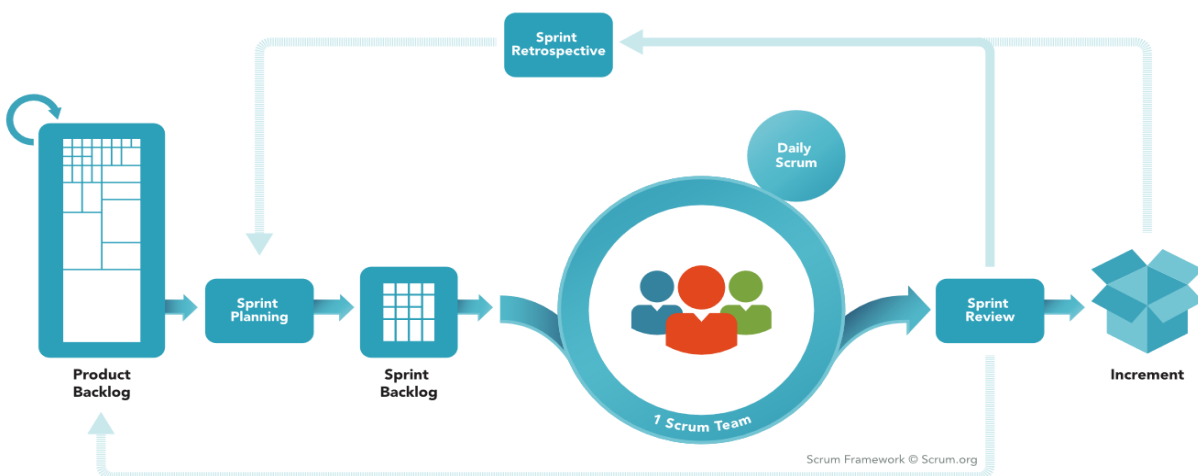 Sprint
Retrospective
Daily
Scrum
Sprint
Planning
Sprint
Review
Product
Backlog
Sprint
Backlog
1 Scrum Team
Increment
Scrum Framework © Scrum.org